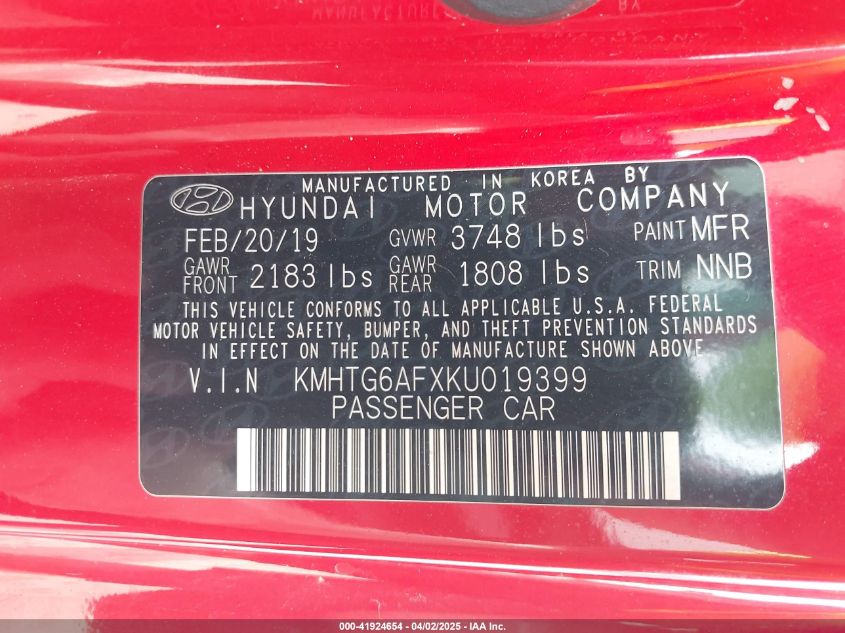 MANUFACTURED IN KOREA BY
HYUNDAI MOTOR COMPANY
FEB/20/19 GVWR 3748 lbs PAINT MFR
GAWR FRONT 2183 lbs GAWR REAR 1808 lbs TRIM NNB
THIS VEHICLE CONFORMS TO ALL APPLICABLE U.S.A. FEDERAL
MOTOR VEHICLE SAFETY, BUMPER, AND THEFT PREVENTION STANDARDS
IN EFFECT ON THE DATE OF MANUFACTURE SHOWN ABOVE
V.I.N KMHTG6AFXKU019399
PASSENGER CAR
000-41924654 - 04/02/2025 - IAA Inc.